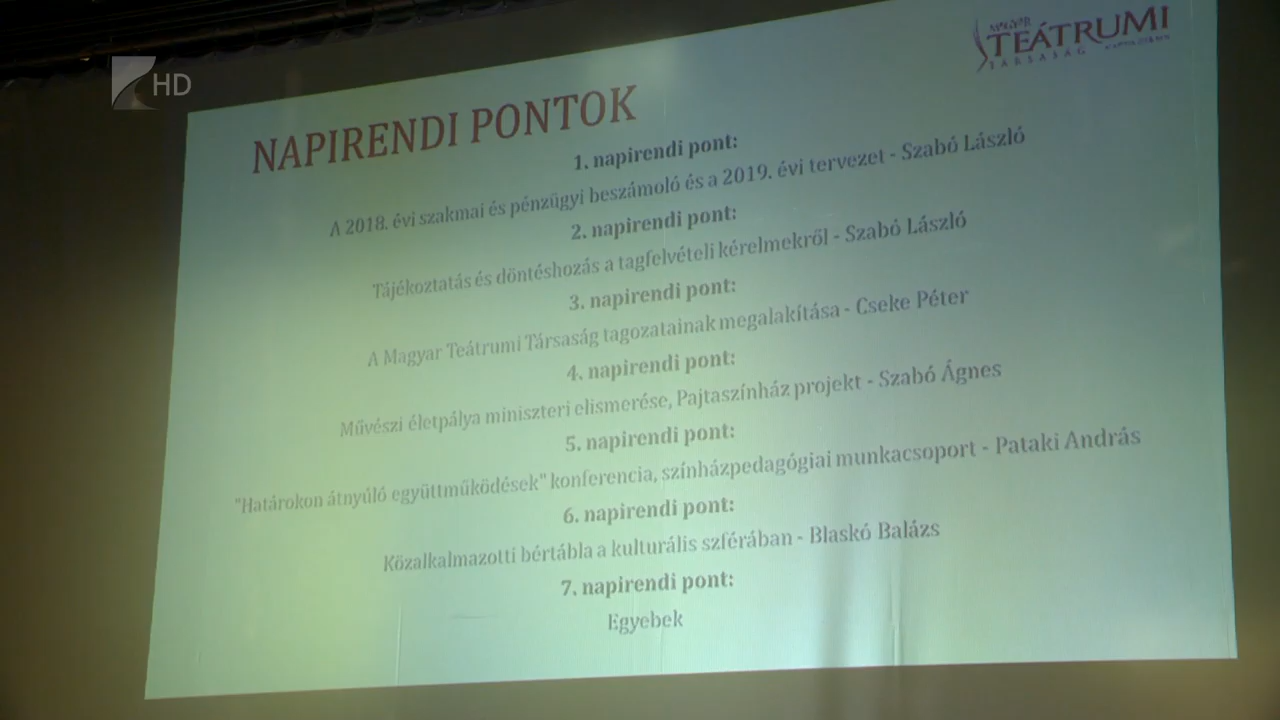 HD
MAGYAR
TEÁTRUMI
TÁRSASÁG
NAPIRENDI PONTOK
1. napirendi pont:
A 2018. évi szakmai és pénzügyi beszámoló és a 2019. évi tervezet - Szabó László
2. napirendi pont:
Tájékoztatás és döntéshozás a tagfelvételi kérelmekről - Szabó László
3. napirendi pont:
A Magyar Teátrumi Társaság tagozatainak megalakítása - Cseke Péter
4. napirendi pont:
Művészi életpálya miniszteri elismerése, Pajtaszínház projekt - Szabó Ágnes
5. napirendi pont:
"Határokon átnyúló együttműködések" konferencia, színházpedagógiai munkacsoport - Pataki András
6. napirendi pont:
Közalkalmazotti bértábla a kulturális szférában - Blaskó Balázs
7. napirendi pont:
Egyebek